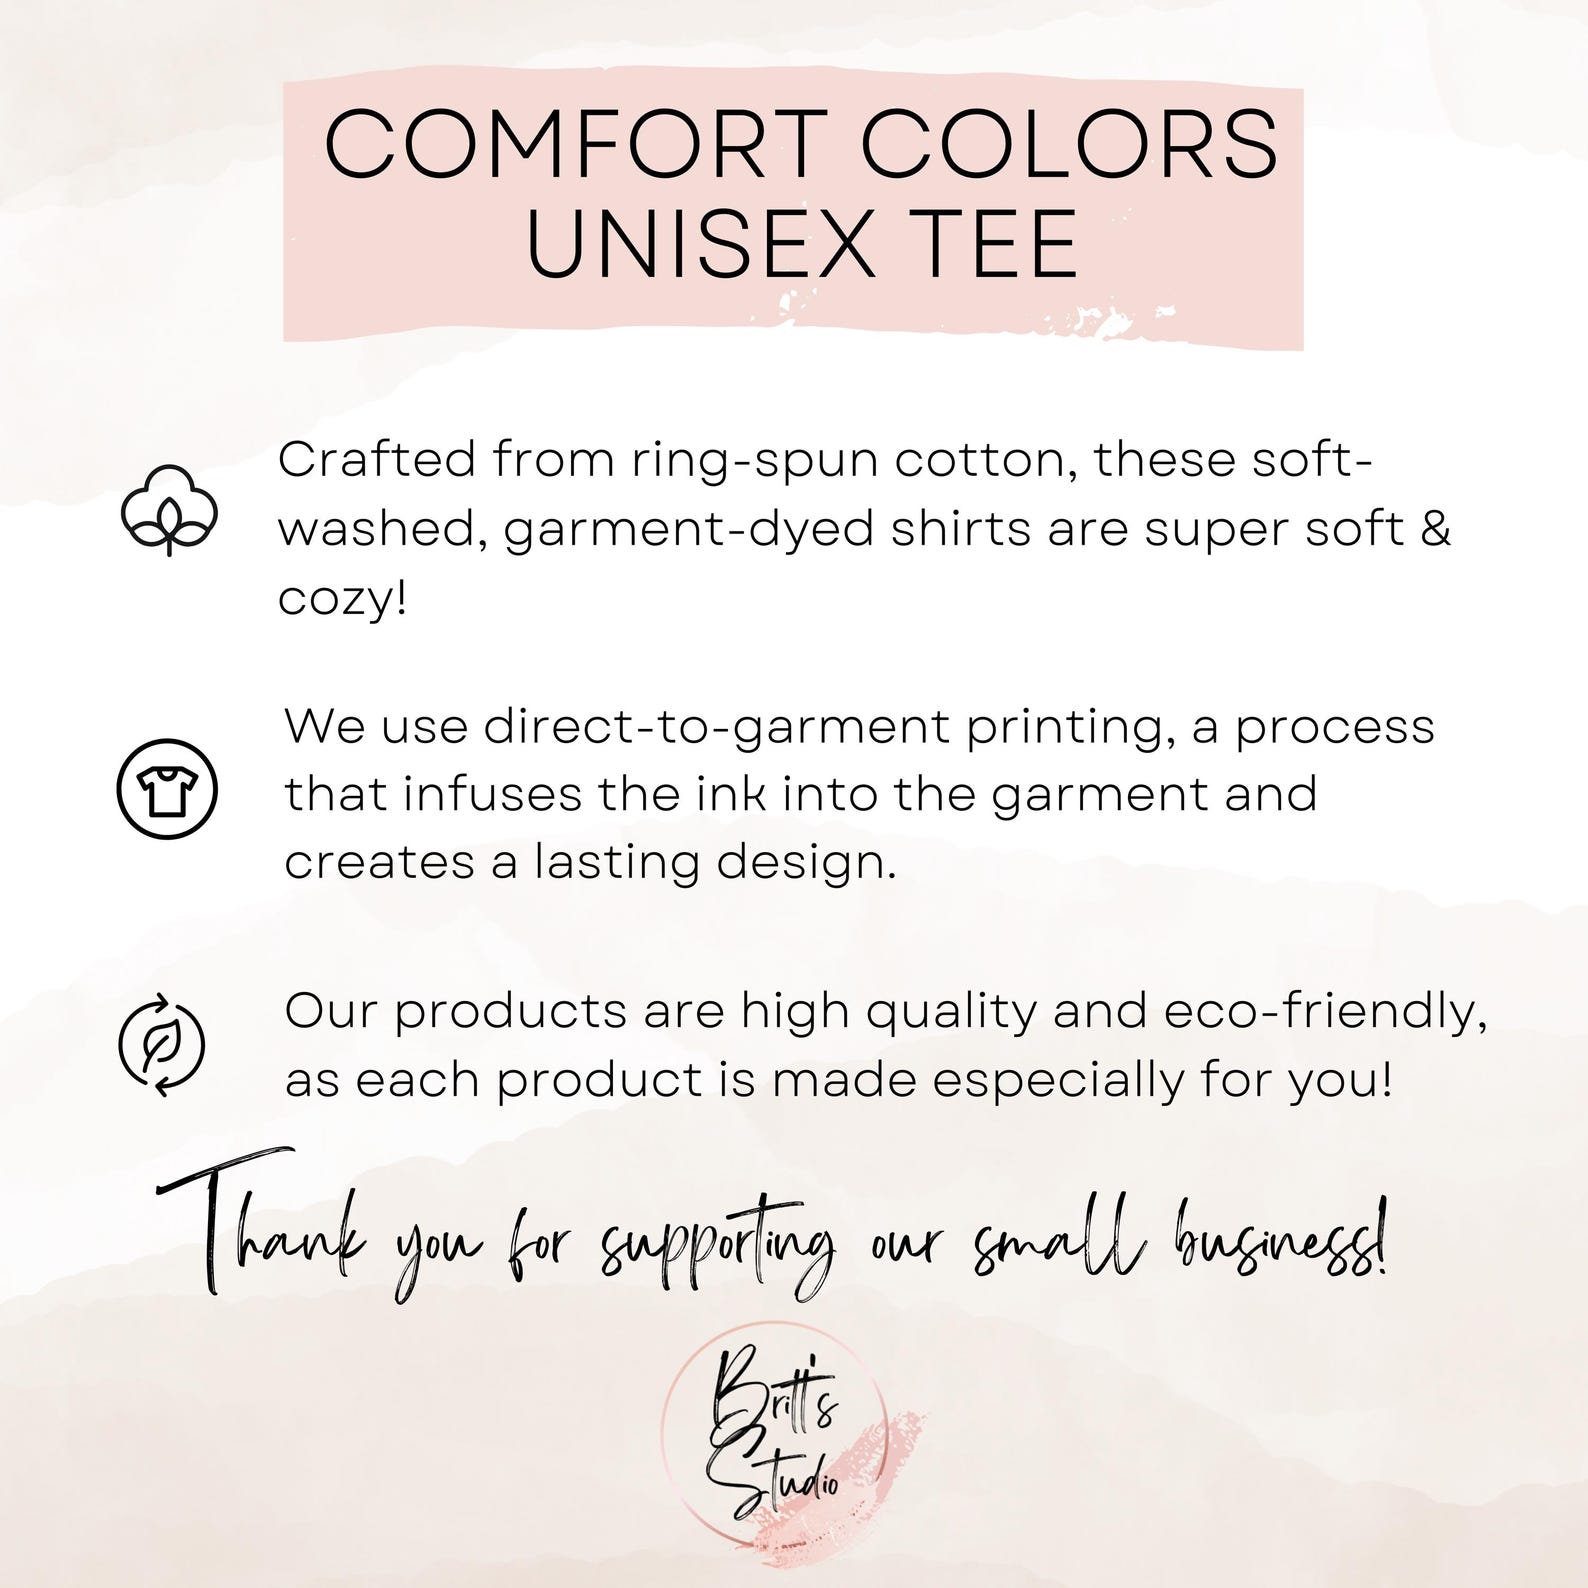 COMFORT COLORS
UNISEX TEE
Crafted from ring-spun cotton, these soft-
washed, garment-dyed shirts are super soft &
cozy!
We use direct-to-garment printing, a process
that infuses the ink into the garment and
creates a lasting design.
Our products are high quality and eco-friendly,
as each product is made especially for you!
Thank you for supporting our small business!
Britt's
Studio